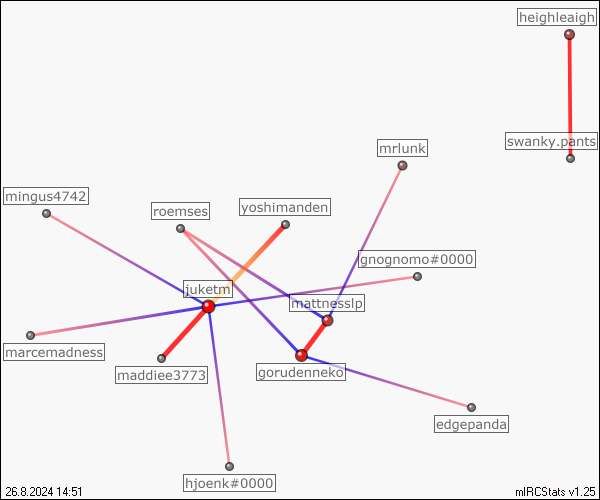 heighleaigh
swanky.pants
mrlunk
mingus4742
roemses
yoshimanden
gnognomo#0000
juketm
mattnesslp
marcemadness
maddiee3773
gorudenneko
edgepanda
hjoenk#0000
26.8.2024 14:51
mIRCStats v1.25